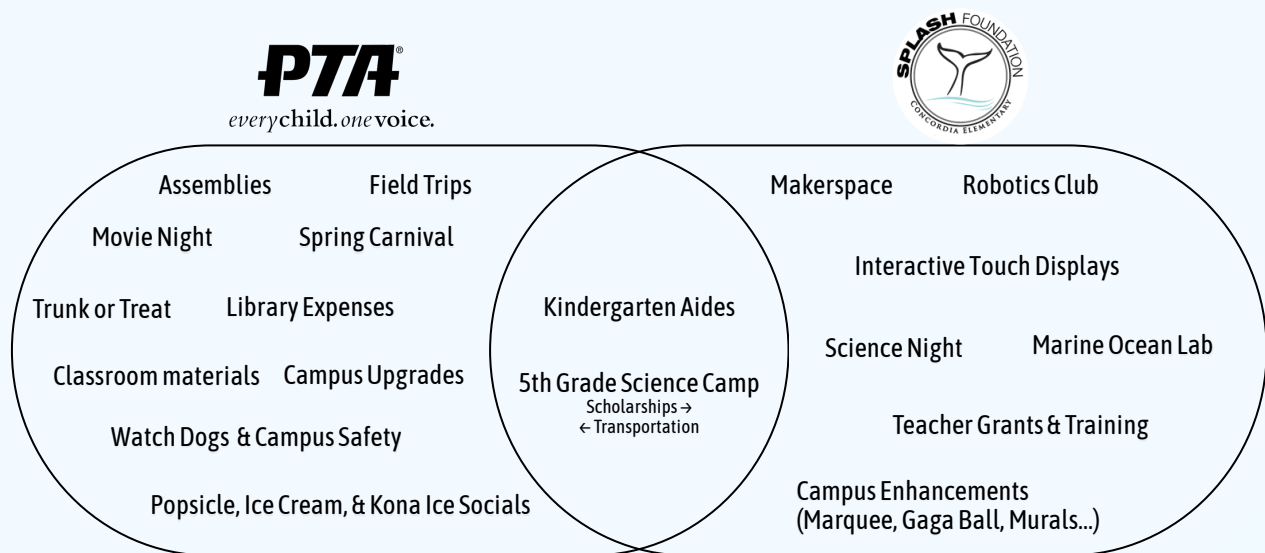 PTA®
everychild.onevoice.
SPLASH FOUNDATION
CONCORDIA ELEMENTARY
Assemblies
Field Trips
Movie Night
Spring Carnival
Trunk or Treat
Library Expenses
Classroom materials
Campus Upgrades
Watch Dogs & Campus Safety
Popsicle, Ice Cream, & Kona Ice Socials
Kindergarten Aides
5th Grade Science Camp
Scholarships →
← Transportation
Makerspace
Robotics Club
Interactive Touch Displays
Science Night
Marine Ocean Lab
Teacher Grants & Training
Campus Enhancements
(Marquee, Gaga Ball, Murals...)